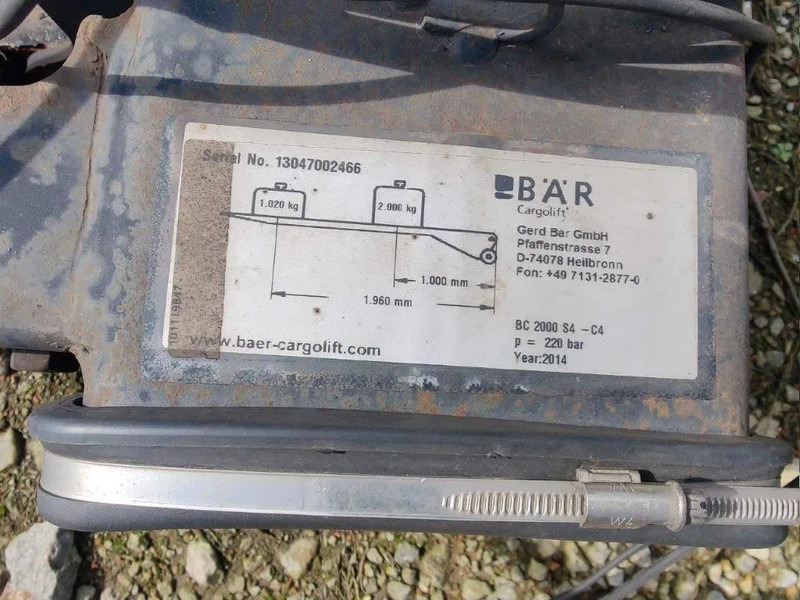 Serial No. 13047002466
BÄR
Cargolift
1.020 kg
2.000 kg
Gerd Bär GmbH
Pfaffenstrasse 7
D-74078 Heilbronn
Fon: +49 7131-2877-0
1.000 mm
1.960 mm
BC 2000 S4 -C4
p = 220 bar
Year:2014
www.baer-cargolift.com